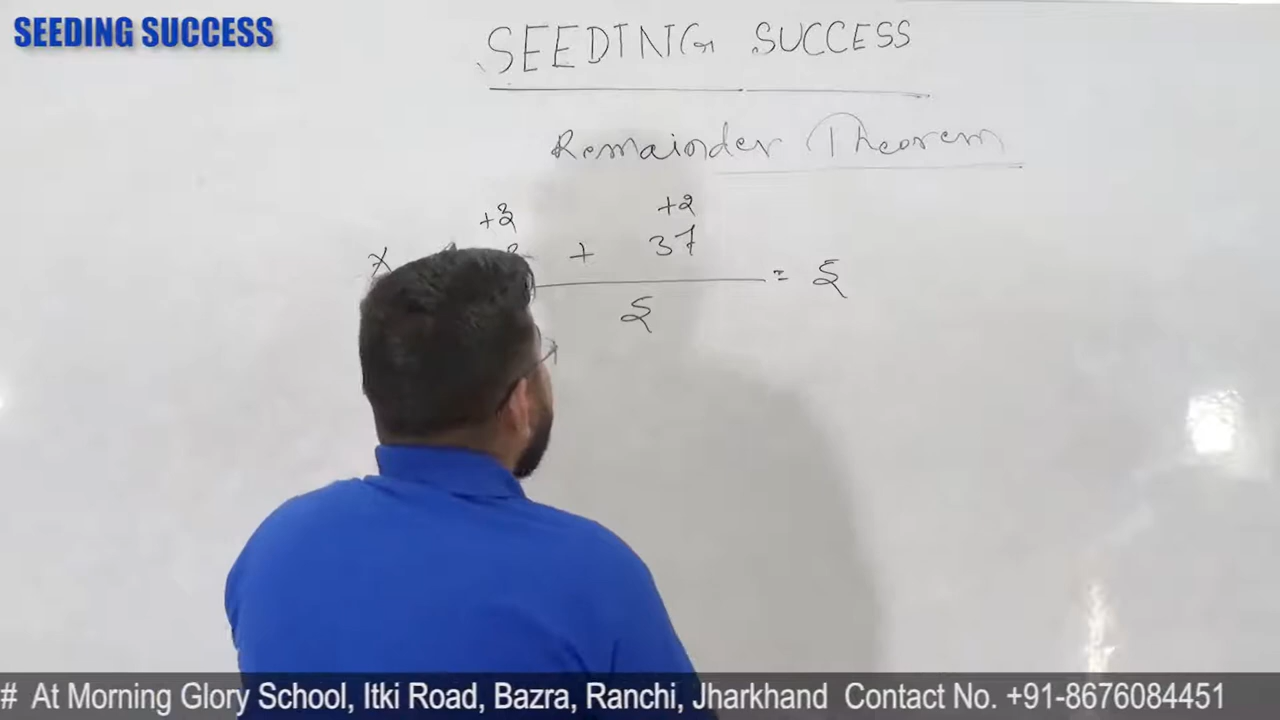 SEEDING SUCCESS
SEEDING SUCCESS
Remainder Theorem
+3 +2
+ 37 = 5
5
# At Morning Glory School, Itki Road, Bazra, Ranchi, Jharkhand Contact No. +91-8676084451